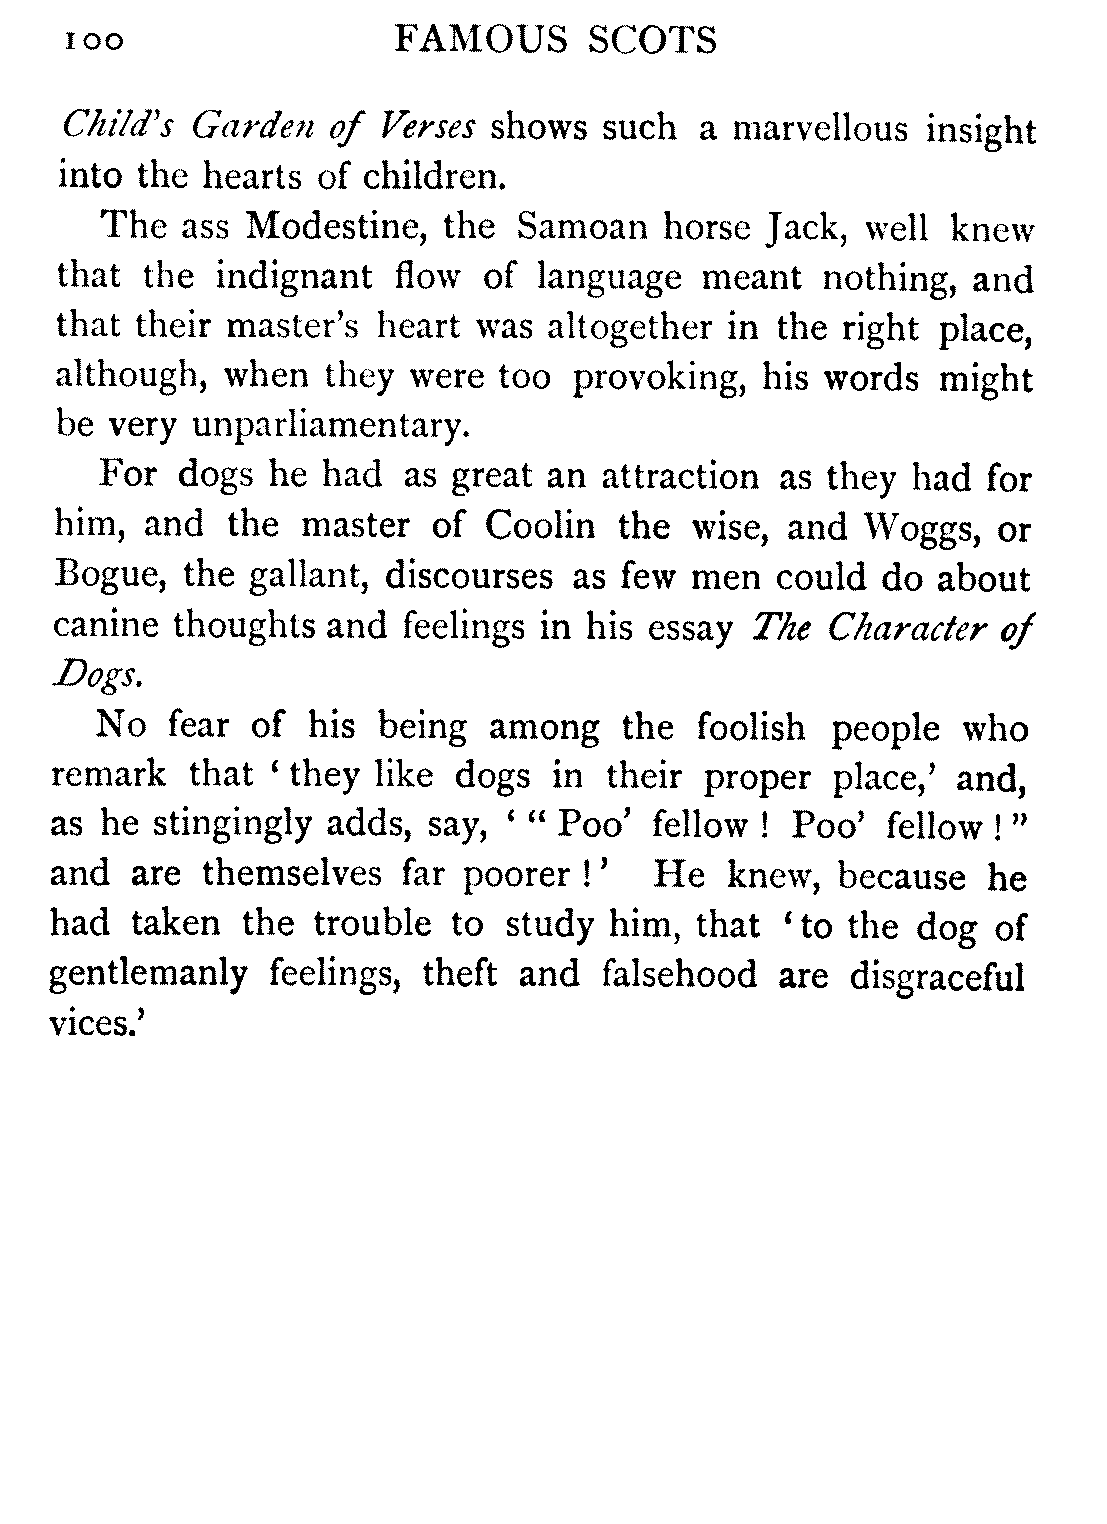 100 FAMOUS SCOTS
Child's Garden of Verses shows such a marvellous insight
into the hearts of children.
The ass Modestine, the Samoan horse Jack, well knew
that the indignant flow of language meant nothing, and
that their master's heart was altogether in the right place,
although, when they were too provoking, his words might
be very unparliamentary.
For dogs he had as great an attraction as they had for
him, and the master of Coolin the wise, and Woggs, or
Bogue, the gallant, discourses as few men could do about
canine thoughts and feelings in his essay The Character of
Dogs.
No fear of his being among the foolish people who
remark that ‘they like dogs in their proper place,’ and,
as he stingingly adds, say, ‘ “ Poo’ fellow ! Poo’ fellow ! ”
and are themselves far poorer ! ’ He knew, because he
had taken the trouble to study him, that ‘to the dog of
gentlemanly feelings, theft and falsehood are disgraceful
vices.’